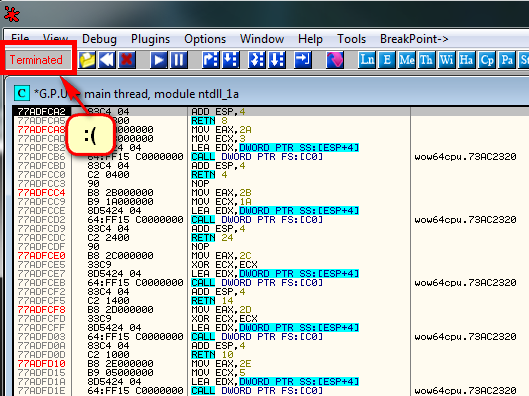 File View Debug Plugins Options Window Help Tools BreakPoint->
Terminated Ln E Me Th Wi Ha Cp Pa
C *G.P.U - main thread, module ntdll_1a
:(
77ADFCA2 83C4 04 ADD ESP,4
77ADFCA5 RETN 8
77ADFCA8 MOV EAX,2A
MOV ECX,3
77ADFCB2 LEA EDX,DWORD PTR SS:[ESP+4]
77ADFCB6 64:FF15 C0000000 CALL DWORD PTR FS:[C0] wow64cpu.73AC2320
77ADFCBD 83C4 04 ADD ESP,4
77ADFCC0 C2 0400 RETN 4
77ADFCC3 90 NOP
77ADFCC4 B8 2B000000 MOV EAX,2B
77ADFCC9 B9 1A000000 MOV ECX,1A
77ADFCCE 8D5424 04 LEA EDX,DWORD PTR SS:[ESP+4]
77ADFCD2 64:FF15 C0000000 CALL DWORD PTR FS:[C0] wow64cpu.73AC2320
77ADFCD9 83C4 04 ADD ESP,4
77ADFCDC C2 2400 RETN 24
77ADFCDF 90 NOP
77ADFCE0 B8 2C000000 MOV EAX,2C
77ADFCE5 33C9 XOR ECX,ECX
77ADFCE7 8D5424 04 LEA EDX,DWORD PTR SS:[ESP+4]
77ADFCEB 64:FF15 C0000000 CALL DWORD PTR FS:[C0] wow64cpu.73AC2320
77ADFCF2 83C4 04 ADD ESP,4
77ADFCF5 C2 1400 RETN 14
77ADFCF8 B8 2D000000 MOV EAX,2D
77ADFCFD 33C9 XOR ECX,ECX
77ADFCFF 8D5424 04 LEA EDX,DWORD PTR SS:[ESP+4]
77ADFD03 64:FF15 C0000000 CALL DWORD PTR FS:[C0] wow64cpu.73AC2320
77ADFD0A 83C4 04 ADD ESP,4
77ADFD0D C2 1000 RETN 10
77ADFD10 B8 2E000000 MOV EAX,2E
77ADFD15 B9 05000000 MOV ECX,5
77ADFD1A 8D5424 04 LEA EDX,DWORD PTR SS:[ESP+4]
77ADFD1E 64:FF15 C0000000 CALL DWORD PTR FS:[C0] wow64cpu.73AC2320